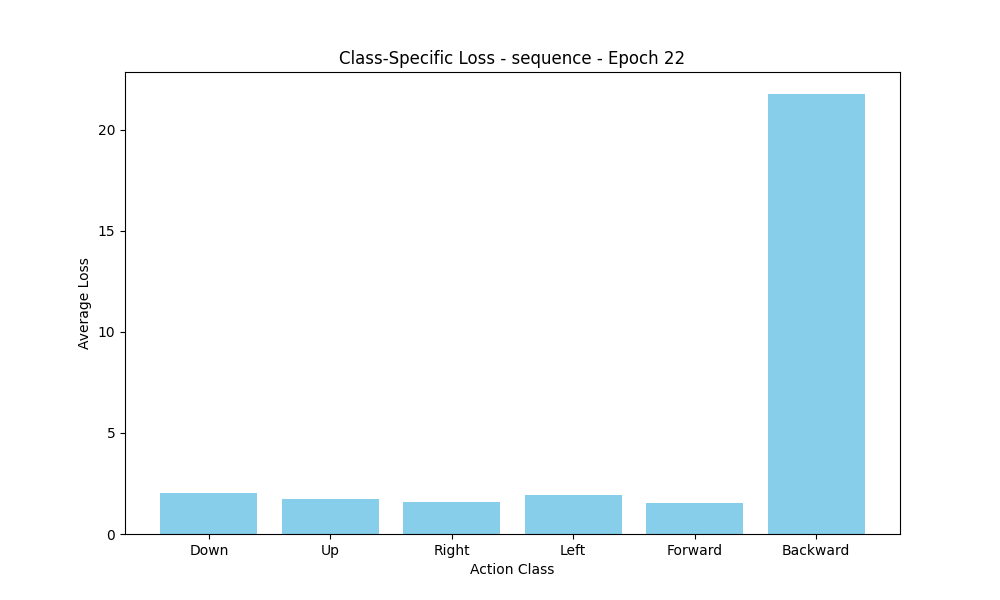 Class-Specific Loss - sequence - Epoch 22
Average Loss
20
15
10
5
0
Down Up Right Left Forward Backward
Action Class